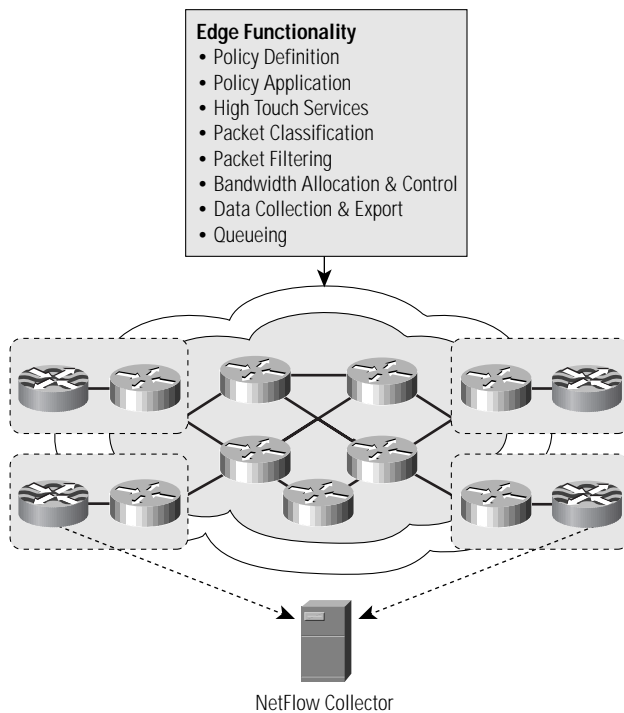 Edge Functionality
• Policy Definition
• Policy Application
• High Touch Services
• Packet Classification
• Packet Filtering
• Bandwidth Allocation & Control
• Data Collection & Export
• Queueing
NetFlow Collector